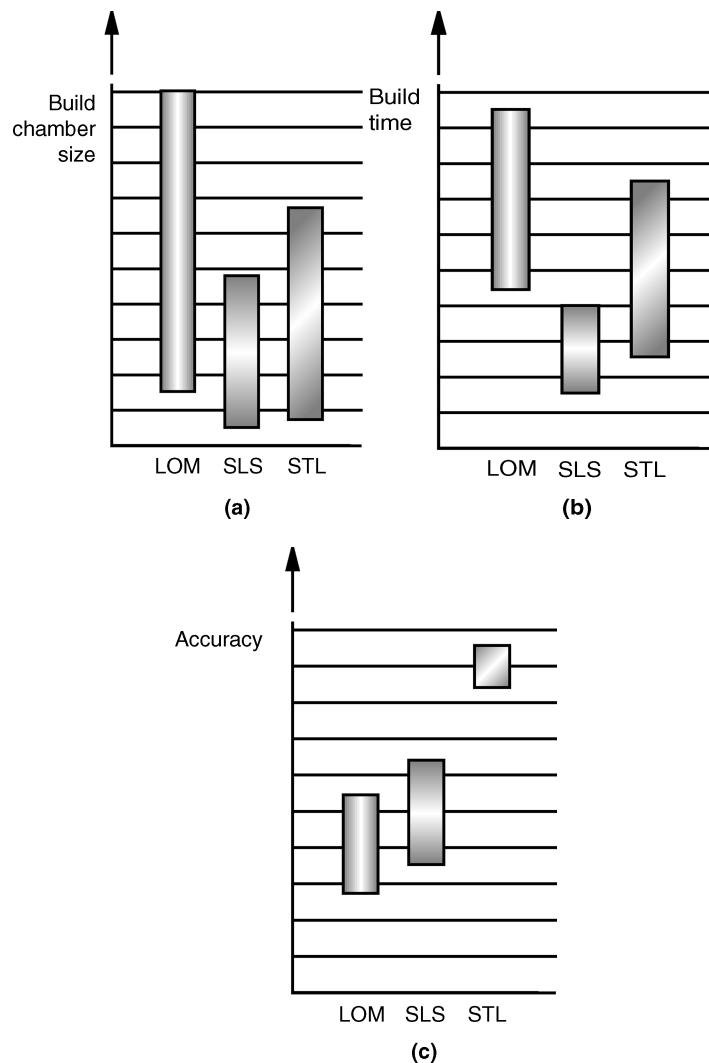 Build
chamber
size
LOM SLS STL
(a)
Build
time
LOM SLS STL
(b)
Accuracy
LOM SLS STL
(c)